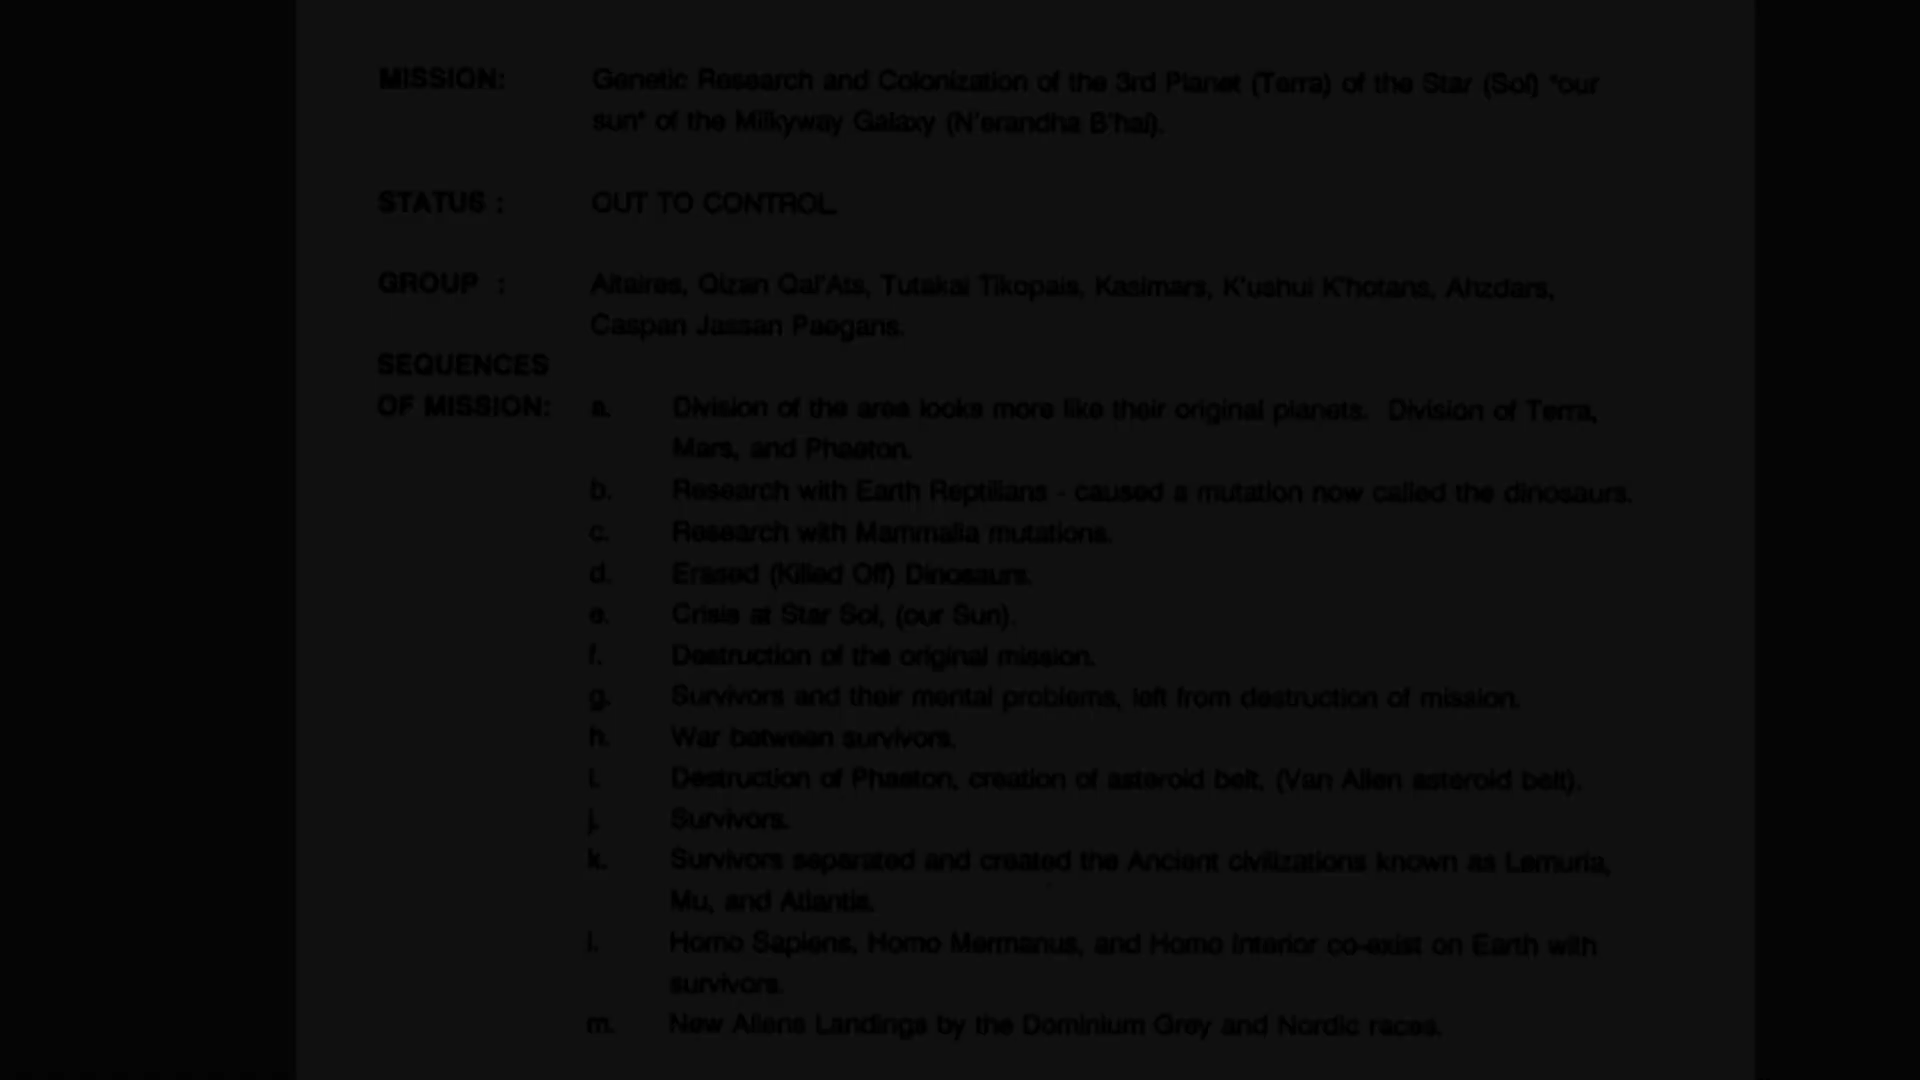 MISSION: Genetic Research and Colonization of the 3rd Planet (Terra) of the Star (Sol) "our
sun" of the Milkyway Galaxy (N'erandha B'hai).
STATUS : OUT TO CONTROL.
GROUP : Altaires, Qizan Qal'Ats, Tutakai Tikopais, Kasimars, K'ushui K'hotans, Ahzdars,
Caspan Jassan Paegans.
SEQUENCES
OF MISSION: a. Division of the area looks more like their original planets. Division of Terra,
Mars, and Phaeton.
b. Research with Earth Reptilians - caused a mutation now called the dinosaurs.
c. Research with Mammalia mutations.
d. Erased (Killed Off) Dinosaurs.
e. Crisis at Star Sol, (our Sun).
f. Destruction of the original mission.
g. Survivors and their mental problems, left from destruction of mission.
h. War between survivors.
i. Destruction of Phaeton, creation of asteroid belt, (Van Allen asteroid belt).
j. Survivors.
k. Survivors separated and created the Ancient civilizations known as Lemuria,
Mu, and Atlantis.
l. Homo Sapiens, Homo Mermanus, and Homo Interior co-exist on Earth with
survivors.
m. New Aliens Landings by the Dominium Grey and Nordic races.